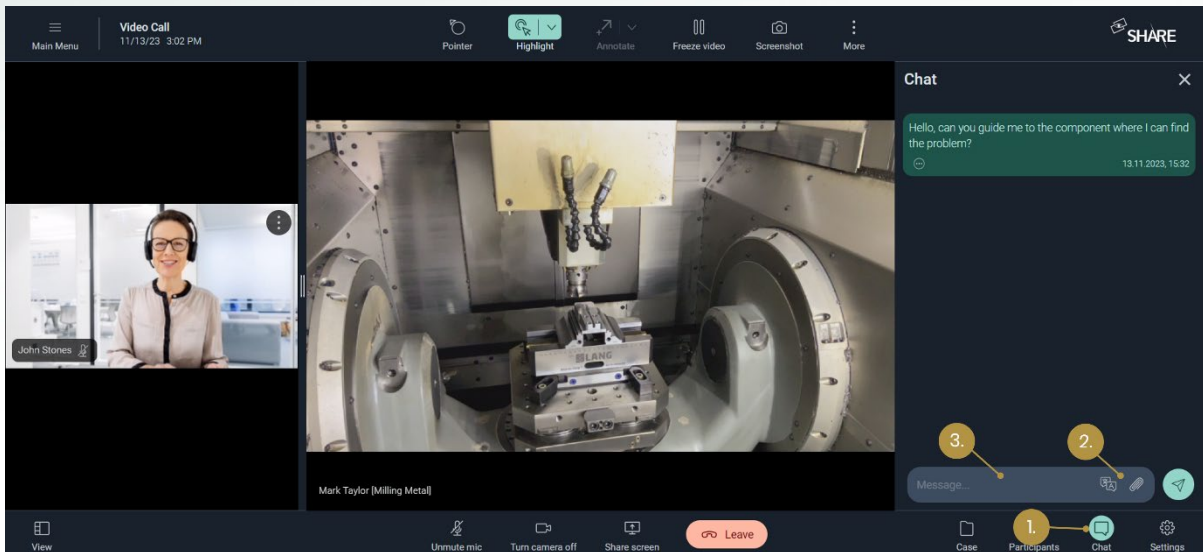 Main Menu
Video Call
11/13/23 3:02 PM
Pointer
Highlight
Annotate
Freeze video
Screenshot
More
SHARE
Chat
Hello, can you guide me to the component where I can find
the problem?
13.11.2023, 15:32
John Stones
LANG
Mark Taylor [Milling Metal]
3.
2.
Message...
1.
View
Unmute mic
Turn camera off
Share screen
Leave
Case
Participants
Chat
Settings